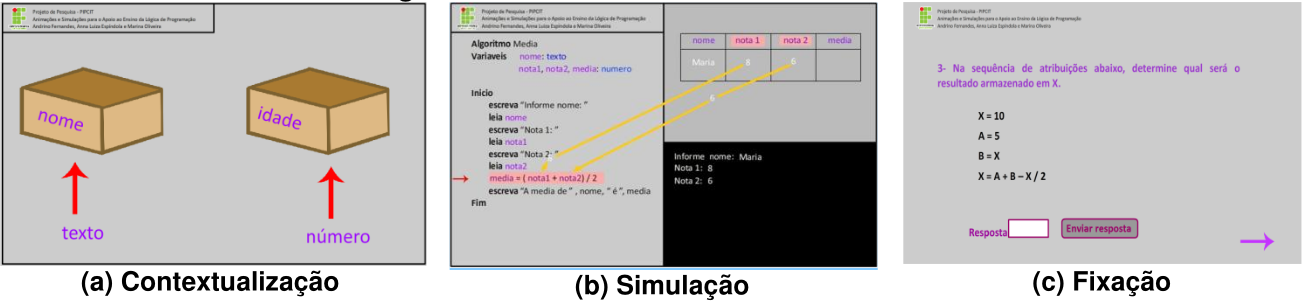 Projeto de Pesquisa - PIPCIT
Animações e Simulações para o Apoio ao Ensino da Lógica de Programação
Andrino Fernandes, Anna Luiza Espindola e Marina Oliveira
nome
idade
texto
número
(a) Contextualização
Projeto de Pesquisa - PIPCIT
Animações e Simulações para o Apoio ao Ensino da Lógica de Programação
Andrino Fernandes, Anna Luiza Espindola e Marina Oliveira
Algoritmo Media
Variaveis nome: texto
nota1, nota2, media: numero
Inicio
escreva "Informe nome: "
leia nome
escreva "Nota 1: "
leia nota1
escreva "Nota 2: "
leia nota2
media = ( nota1 + nota2) / 2
escreva "A media de " , nome, " é ", media
Fim
nome nota 1 nota 2 media
Maria 8 6
6
8
Informe nome: Maria
Nota 1: 8
Nota 2: 6
(b) Simulação
Projeto de Pesquisa - PIPCIT
Animações e Simulações para o Apoio ao Ensino da Lógica de Programação
Andrino Fernandes, Anna Luiza Espindola e Marina Oliveira
3- Na sequência de atribuições abaixo, determine qual será o
resultado armazenado em X.
X = 10
A = 5
B = X
X = A + B – X / 2
Resposta
Enviar resposta
(c) Fixação